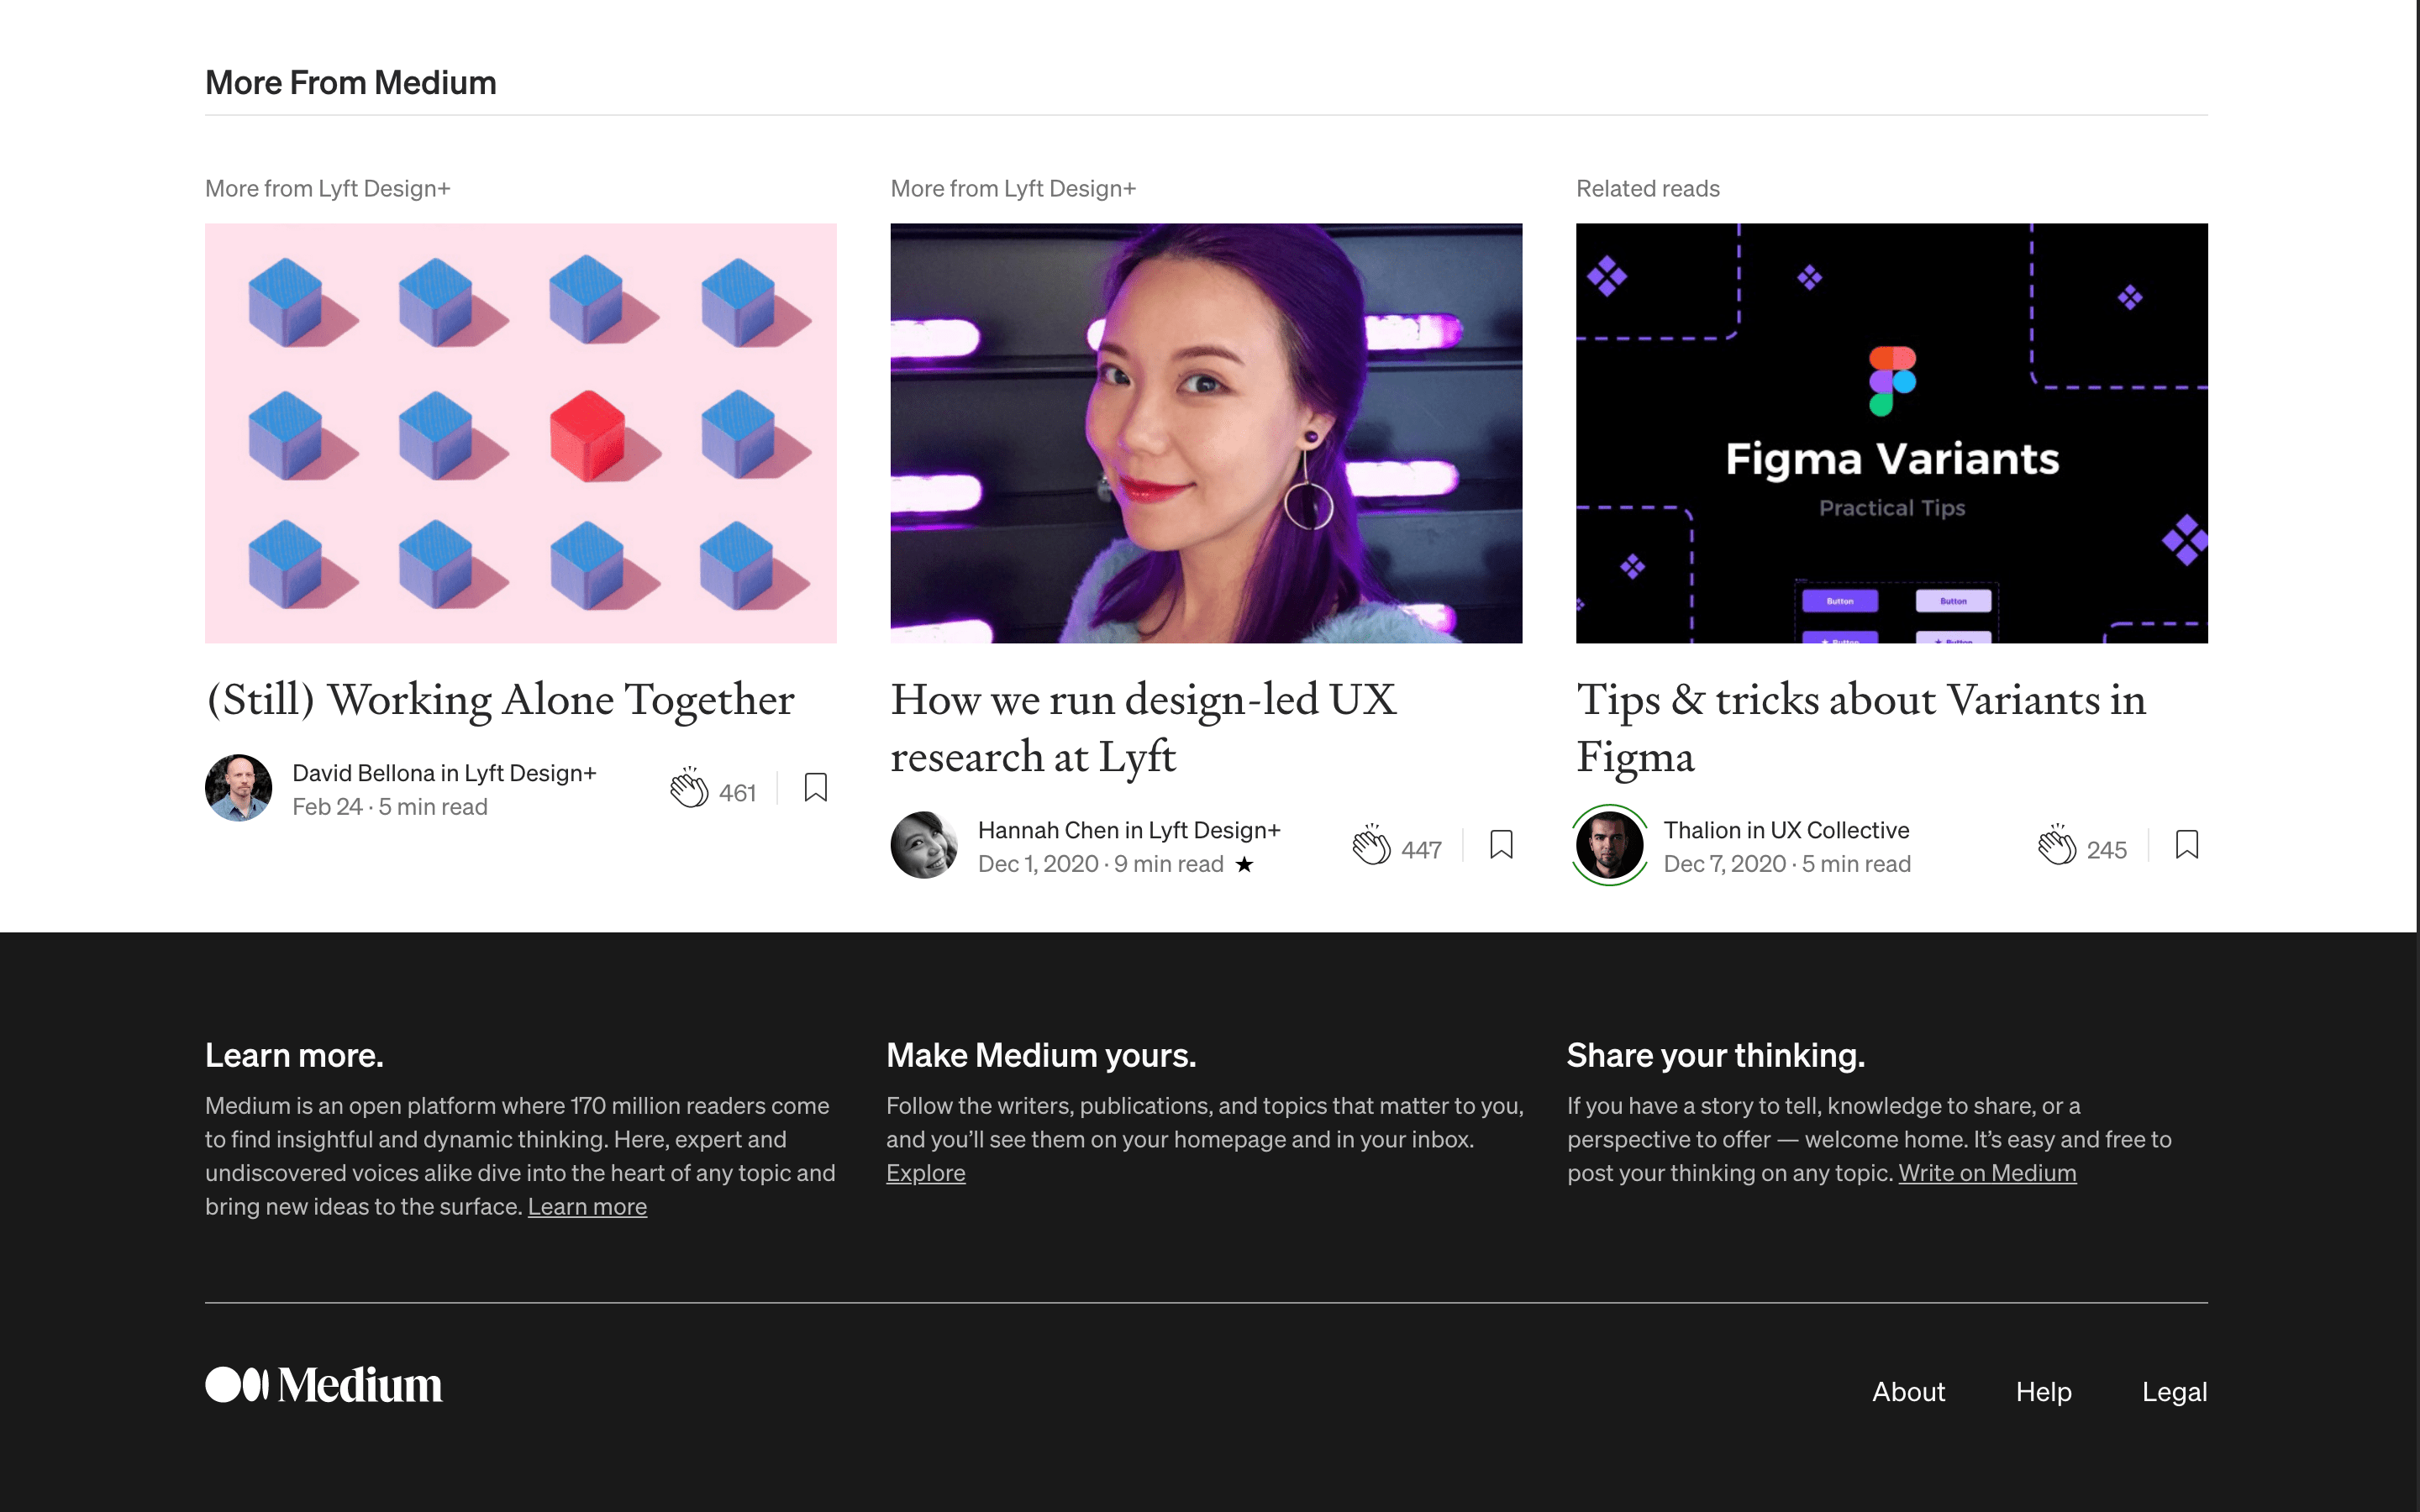 More From Medium
More from Lyft Design+
(Still) Working Alone Together
David Bellona in Lyft Design+
Feb 24 · 5 min read
461
More from Lyft Design+
How we run design-led UX
research at Lyft
Hannah Chen in Lyft Design+
Dec 1, 2020 · 9 min read ★
447
Related reads
Figma Variants
Practical Tips
Button Button
★ Button ★ Button
Tips & tricks about Variants in
Figma
Thalion in UX Collective
Dec 7, 2020 · 5 min read
245
Learn more.
Medium is an open platform where 170 million readers come
to find insightful and dynamic thinking. Here, expert and
undiscovered voices alike dive into the heart of any topic and
bring new ideas to the surface. Learn more
Make Medium yours.
Follow the writers, publications, and topics that matter to you,
and you’ll see them on your homepage and in your inbox.
Explore
Share your thinking.
If you have a story to tell, knowledge to share, or a
perspective to offer — welcome home. It’s easy and free to
post your thinking on any topic. Write on Medium
Medium
About Help Legal